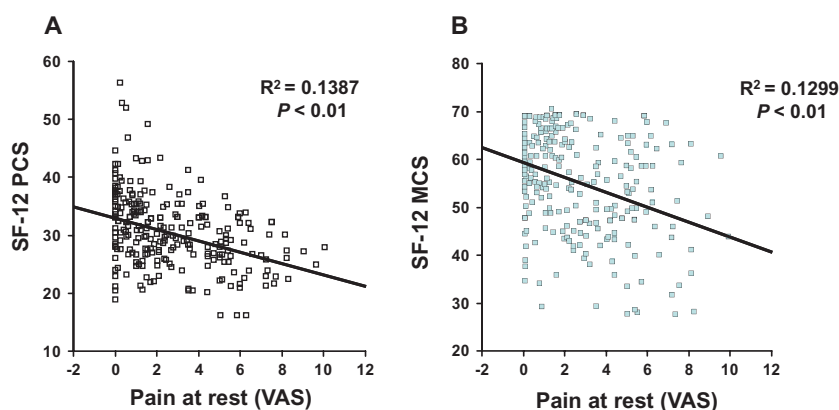 A
R² = 0.1387
P < 0.01
SF-12 PCS
60
50
40
30
20
10
-2 0 2 4 6 8 10 12
Pain at rest (VAS)
B
R² = 0.1299
P < 0.01
SF-12 MCS
80
70
60
50
40
30
20
-2 0 2 4 6 8 10 12
Pain at rest (VAS)